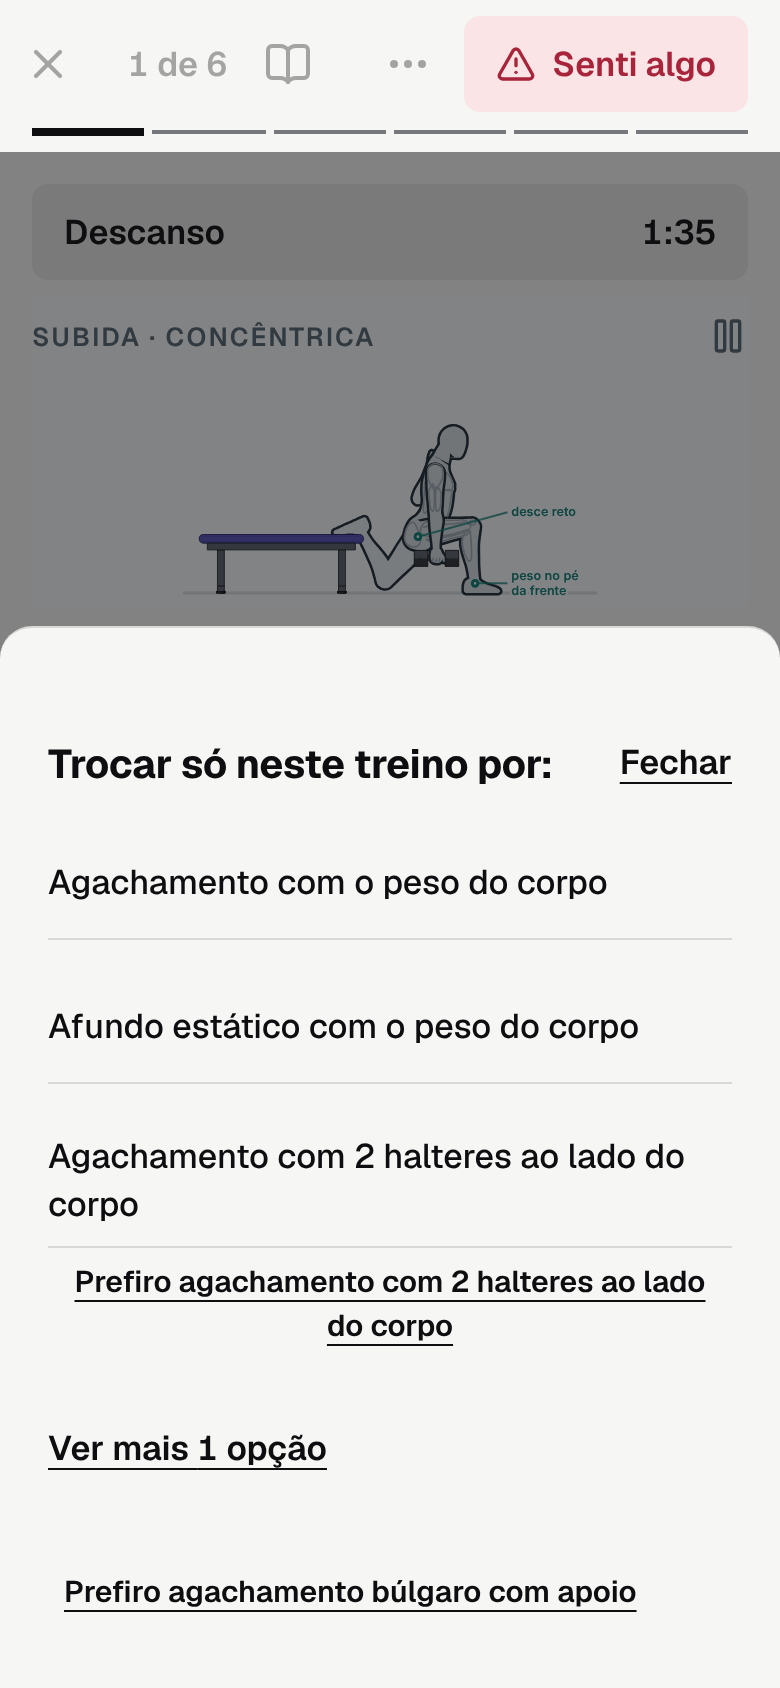 1 de 6
Senti algo
Descanso
1:35
SUBIDA · CONCÊNTRICA
desce reto
peso no pé
da frente
Trocar só neste treino por:
Fechar
Agachamento com o peso do corpo
Afundo estático com o peso do corpo
Agachamento com 2 halteres ao lado do
corpo
Prefiro agachamento com 2 halteres ao lado
do corpo
Ver mais 1 opção
Prefiro agachamento búlgaro com apoio